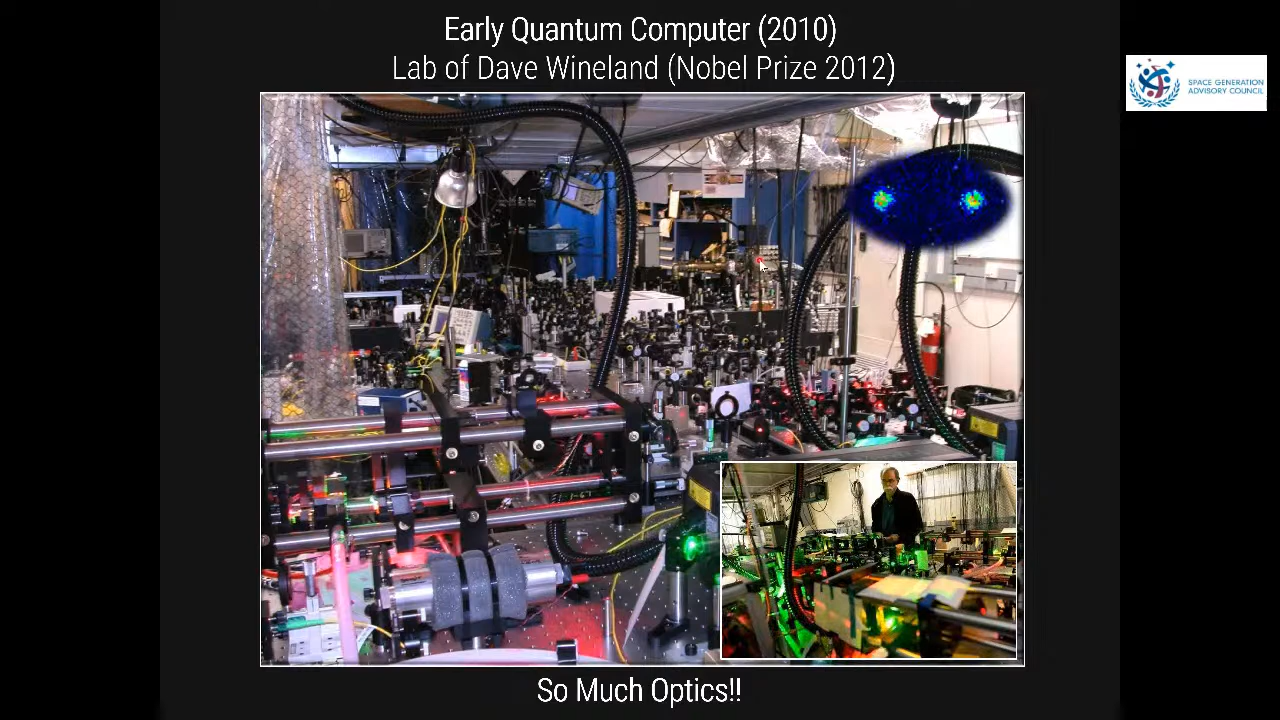 Early Quantum Computer (2010)
Lab of Dave Wineland (Nobel Prize 2012)
SPACE GENERATION
ADVISORY COUNCIL
So Much Optics!!